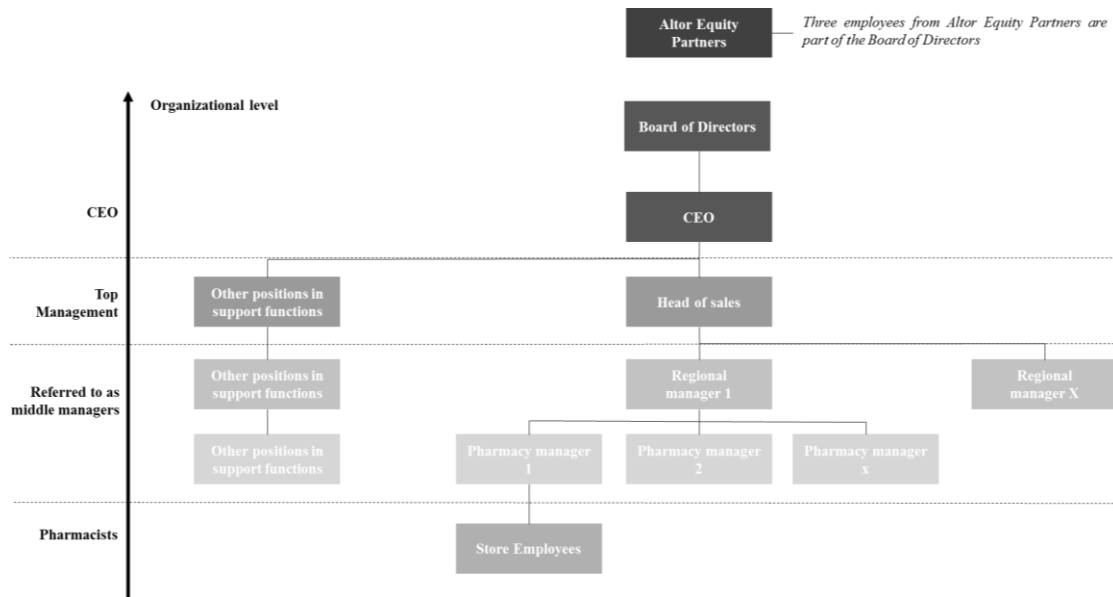 Altor Equity
Partners
Three employees from Altor Equity Partners are
part of the Board of Directors
Organizational level
Board of Directors
CEO
CEO
Top
Management
Other positions in
support functions
Head of sales
Referred to as
middle managers
Other positions in
support functions
Regional
manager 1
Regional
manager X
Other positions in
support functions
Pharmacy manager
1
Pharmacy manager
2
Pharmacy manager
x
Pharmacists
Store Employees